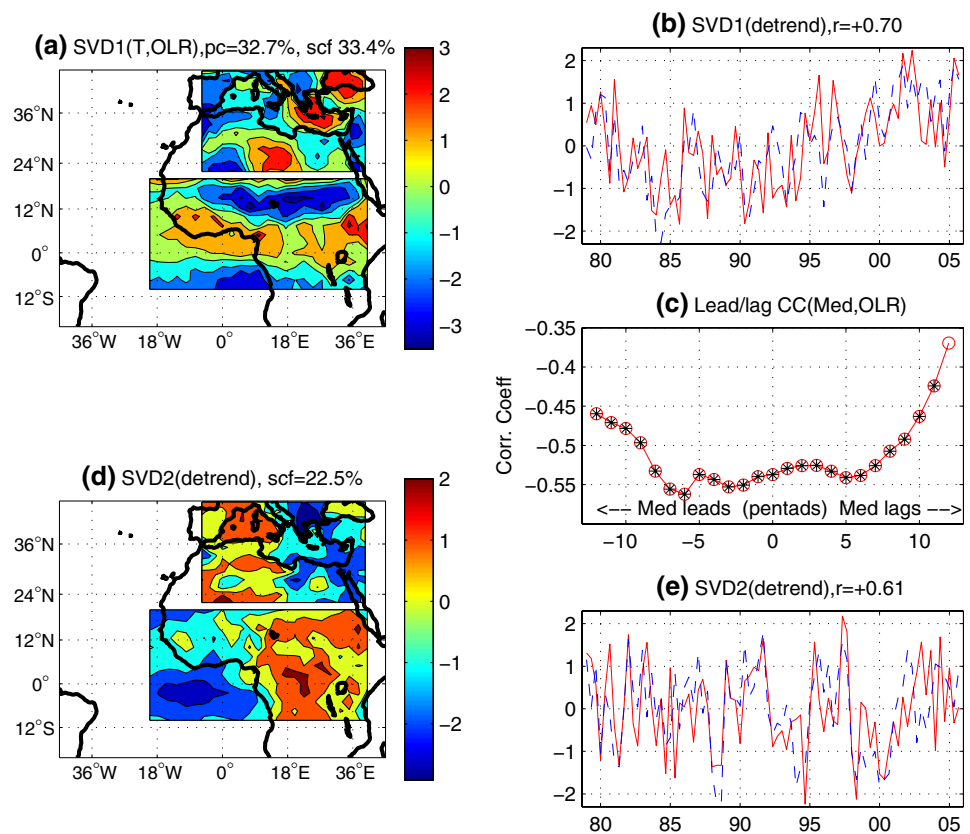 (a) SVD1(T,OLR),pc=32.7%, scf 33.4%
36°N
24°N
12°N
0°
12°S
36°W 18°W 0° 18°E 36°E
3
2
1
0
−1
−2
−3
(b) SVD1(detrend),r=+0.70
2
1
0
−1
−2
80 85 90 95 00 05
(c) Lead/lag CC(Med,OLR)
Corr. Coeff
−0.35
−0.4
−0.45
−0.5
−0.55
<−− Med leads (pentads) Med lags −−>
−10 −5 0 5 10
(d) SVD2(detrend), scf=22.5%
36°N
24°N
12°N
0°
12°S
36°W 18°W 0° 18°E 36°E
2
1
0
−1
−2
(e) SVD2(detrend),r=+0.61
2
1
0
−1
−2
80 85 90 95 00 05